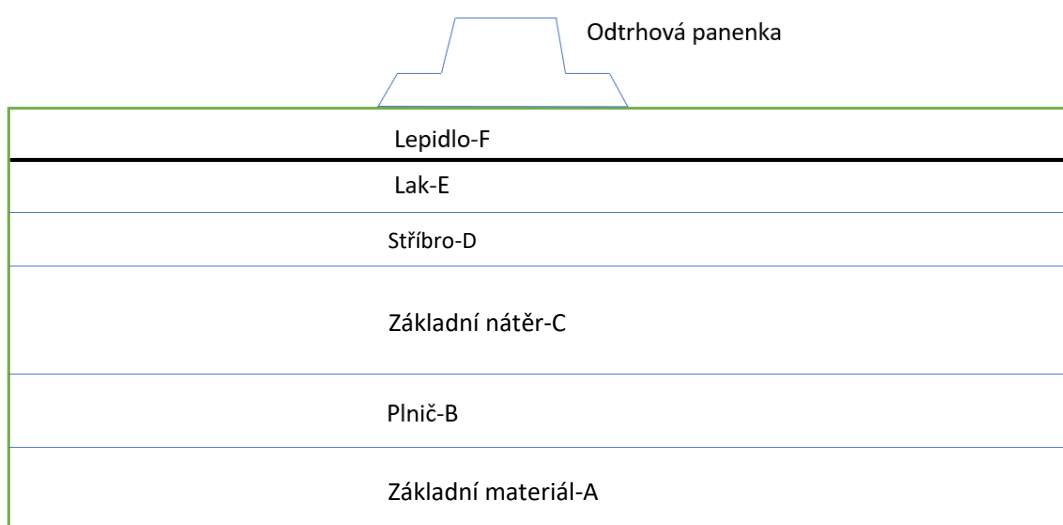 Odtrhová panenka
Lepidlo-F
Lak-E
Stříbro-D
Základní nátěr-C
Plnič-B
Základní materiál-A